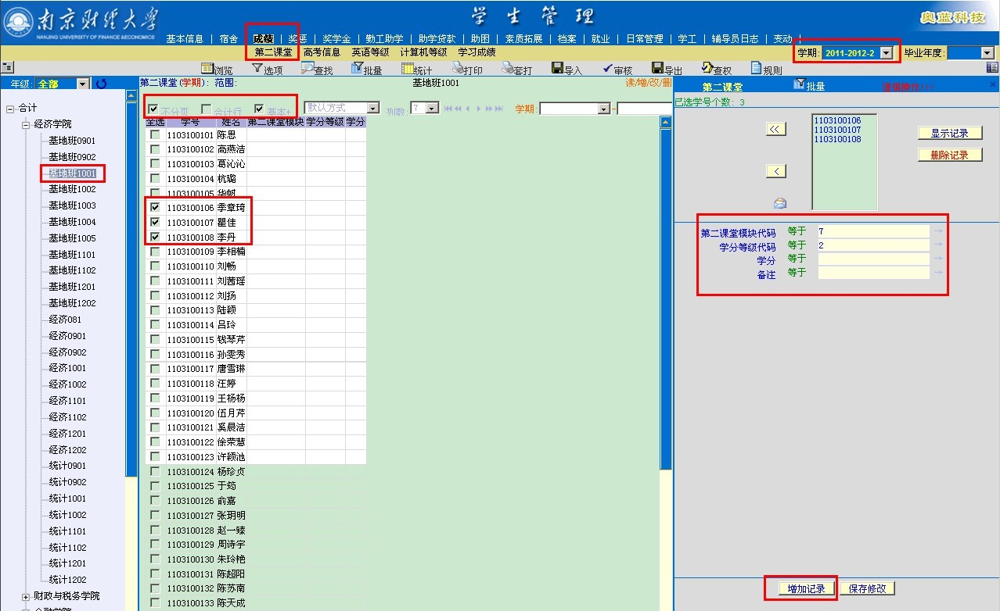 南京财经大学
NANJING UNIVERSITY OF FINANCE &ECONOMICS
学生管理
奥蓝科技
基本信息 | 宿舍 | 成绩 | 奖惩 | 奖学金 | 勤工助学 | 助学贷款 | 助困 | 素质拓展 | 档案 | 就业 | 日常管理 | 学工 | 辅导员日志 | 变动
第二课堂 高考信息 英语等级 计算机等级 学习成绩
学期: 2011-2012-2 毕业年度:
浏览 选项 查找 批量 统计 打印 套打 导入 审核 导出 查权 规则
年级: 全部
合计
经济学院
基地班0901
基地班0902
基地班1001
基地班1002
基地班1003
基地班1004
基地班1005
基地班1101
基地班1102
基地班1201
基地班1202
经济081
经济0901
经济0902
经济1001
经济1002
经济1101
经济1102
经济1201
经济1202
统计0901
统计0902
统计1001
统计1002
统计1101
统计1102
统计1201
统计1202
财政与税务学院
金融学院
第二课堂(学期): 范围: 基地班1001 读/增/改/删
不分页 合计行 基本 默认方式 列数: 7 学期: -
全选 学号 姓名 第二课堂模块 学分等级 学分
1103100101 陈思
1103100102 高燕洁
1103100103 葛沁沁
1103100104 杭璐
1103100105 华帆
1103100106 季章琦
1103100107 瞿佳
1103100108 李丹
1103100109 李相楠
1103100110 刘畅
1103100111 刘茜瑶
1103100112 刘扬
1103100113 陆颖
1103100114 吕玲
1103100115 钱琴芹
1103100116 孙雯秀
1103100117 唐雪琳
1103100118 汪婷
1103100119 王杨杨
1103100120 伍月芹
1103100121 奚晨洁
1103100122 徐荣慧
1103100123 许颖池
1103100124 杨珍贞
1103100125 于筠
1103100126 俞嘉
1103100127 张玥明
1103100128 赵一臻
1103100129 周诗宇
1103100130 朱玲艳
1103100131 陈超阳
1103100132 陈苏南
1103100133 陈天成
第二课堂 批量 谨慎操作!!!
已选学号个数: 3
<<
<
1103100106
1103100107
1103100108
显示记录
删除记录
第二课堂模块代码 等于 7
学分等级代码 等于 2
学分 等于
备注 等于
增加记录 保存修改